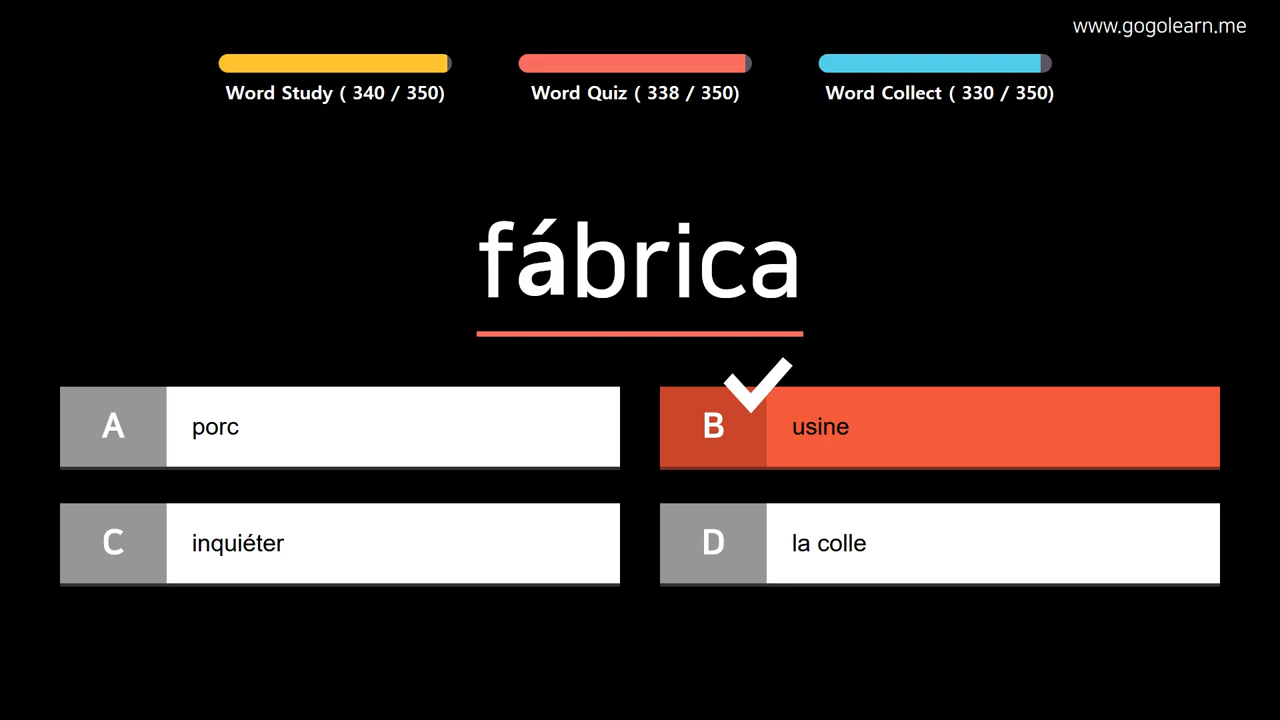 www.gogolearn.me
Word Study ( 340 / 350)
Word Quiz ( 338 / 350)
Word Collect ( 330 / 350)
fábrica
A porc
B usine
C inquiéter
D la colle